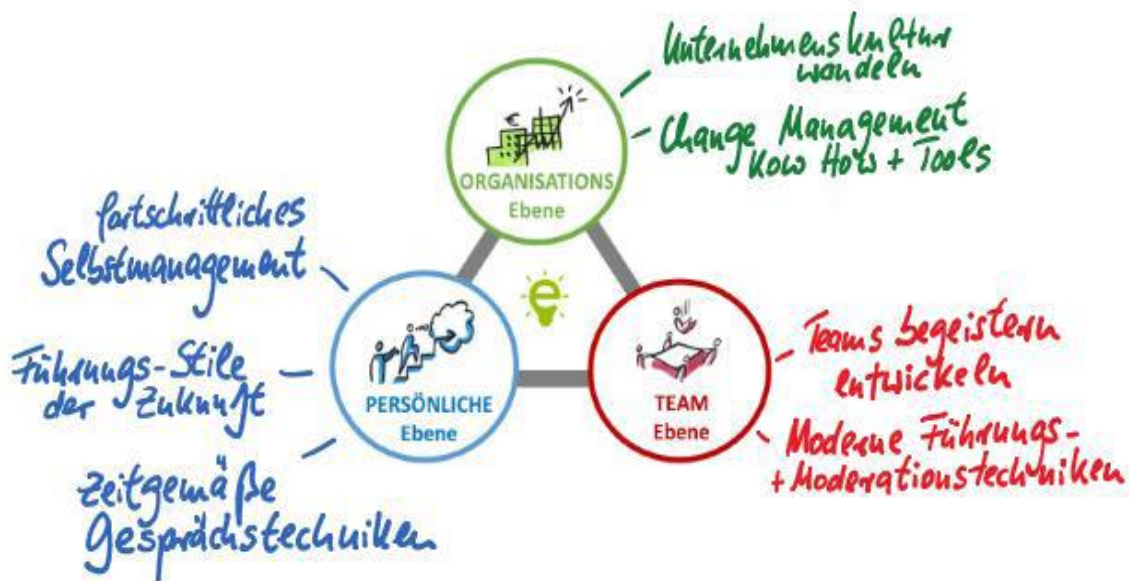 Unternehmenskultur
wandeln
Change Management
Kow How + Tools
€
ORGANISATIONS
Ebene
fortschrittliches
Selbstmanagement
Führungs-Stile
der Zukunft
zeitgemäße
Gesprächstechniken
PERSÖNLICHE
Ebene
e
TEAM
Ebene
Teams begeistern
entwickeln
Moderne Führungs-
+ Moderationstechniken